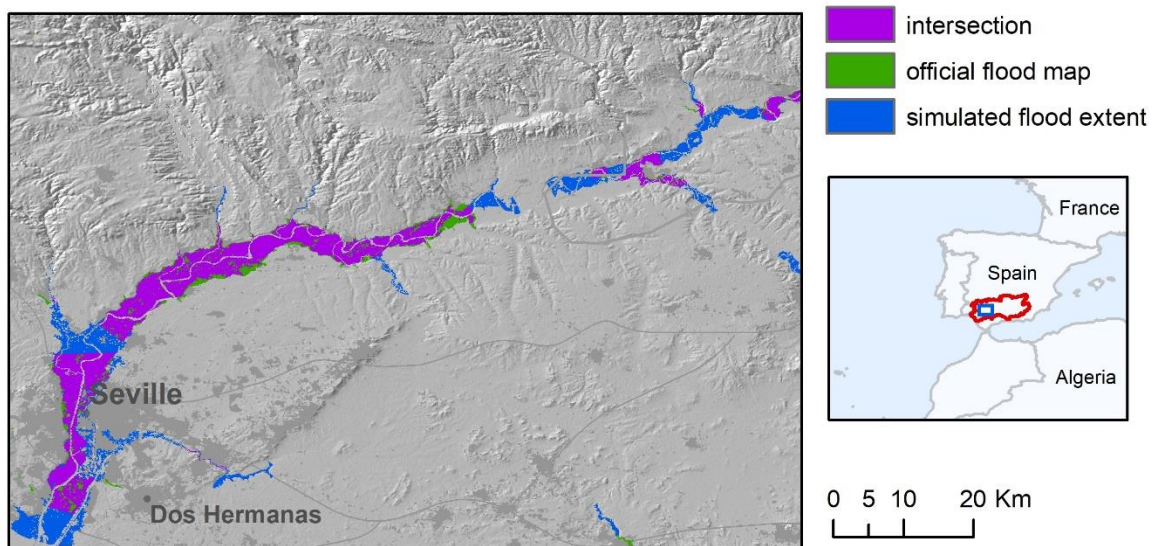 intersection
official flood map
simulated flood extent
Seville
Dos Hermanas
France
Spain
Algeria
0 5 10 20 Km